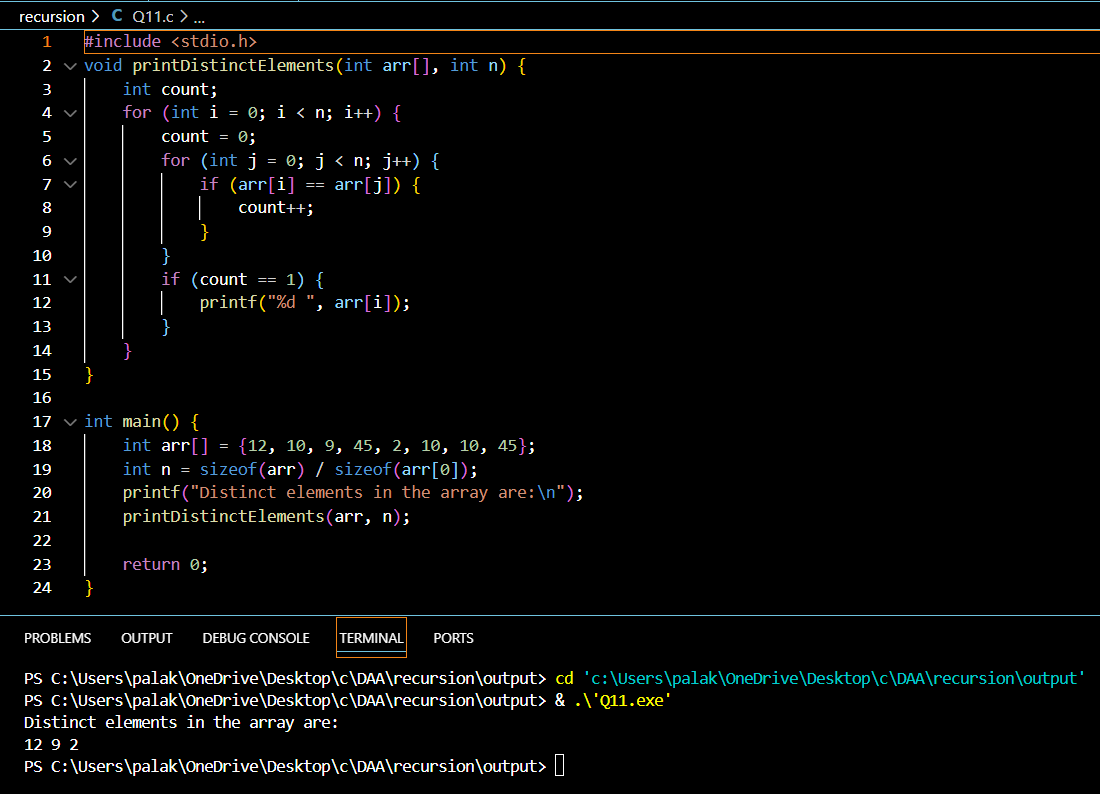 recursion > C Q11.c > ...
1 #include <stdio.h>
2 void printDistinctElements(int arr[], int n) {
3     int count;
4     for (int i = 0; i < n; i++) {
5         count = 0;
6         for (int j = 0; j < n; j++) {
7             if (arr[i] == arr[j]) {
8                 count++;
9             }
10         }
11         if (count == 1) {
12             printf("%d ", arr[i]);
13         }
14     }
15 }
16
17 int main() {
18     int arr[] = {12, 10, 9, 45, 2, 10, 10, 45};
19     int n = sizeof(arr) / sizeof(arr[0]);
20     printf("Distinct elements in the array are:\n");
21     printDistinctElements(arr, n);
22
23     return 0;
24 }
PROBLEMS OUTPUT DEBUG CONSOLE TERMINAL PORTS
PS C:\Users\palak\OneDrive\Desktop\c\DAA\recursion\output> cd 'c:\Users\palak\OneDrive\Desktop\c\DAA\recursion\output'
PS C:\Users\palak\OneDrive\Desktop\c\DAA\recursion\output> & .\'Q11.exe'
Distinct elements in the array are:
12 9 2
PS C:\Users\palak\OneDrive\Desktop\c\DAA\recursion\output>